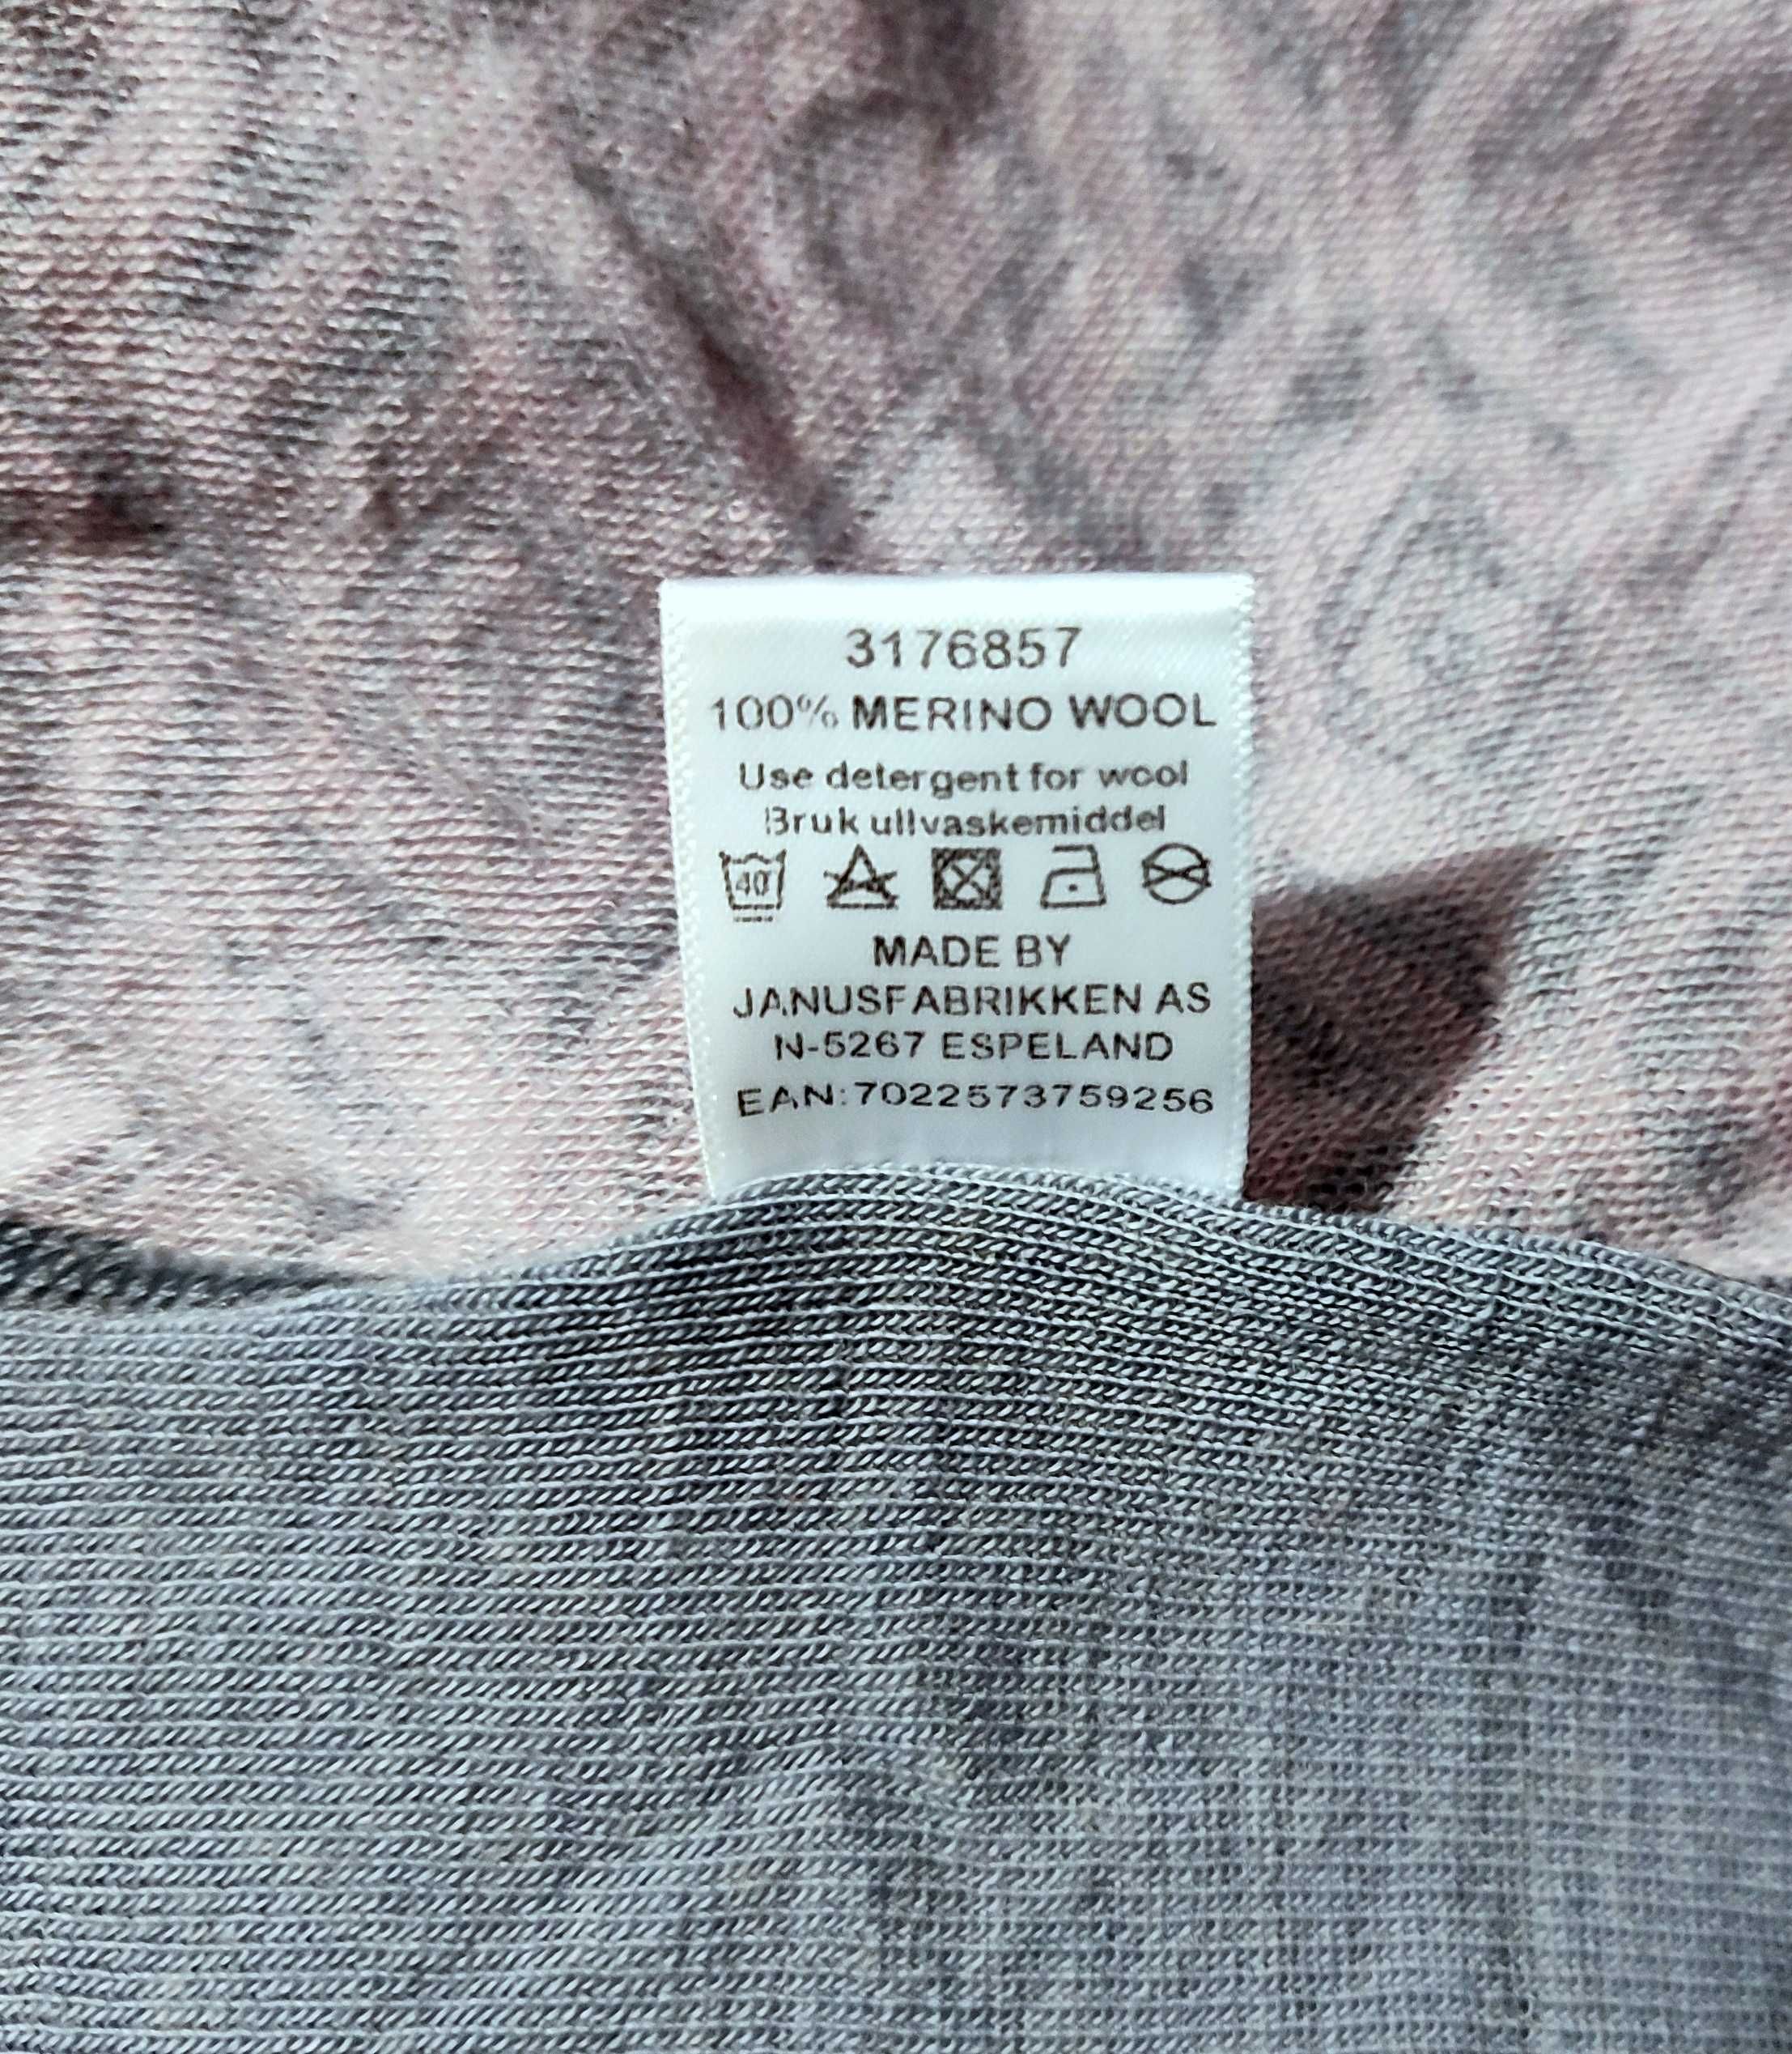 3176857
100% MERINO WOOL
Use detergent for wool
Bruk ullvaskemiddel
40
MADE BY
JANUSFABRIKKEN AS
N-5267 ESPELAND
EAN:7022573759256